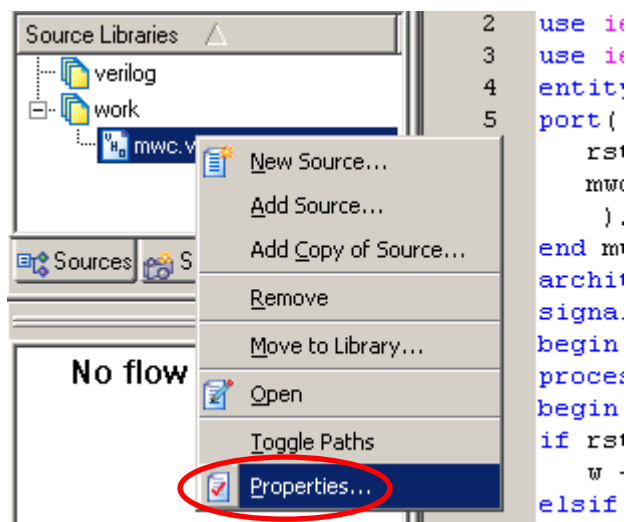 Source Libraries
verilog
work
mwc.v
Sources
S
No flow
New Source...
Add Source...
Add Copy of Source...
Remove
Move to Library...
Open
Toggle Paths
Properties...
2 use ie
3 use ie
4 entity
5 port(
rst
mwc
).
end mw
archit
signal
begin
proces
begin
if rst
w -
elsif